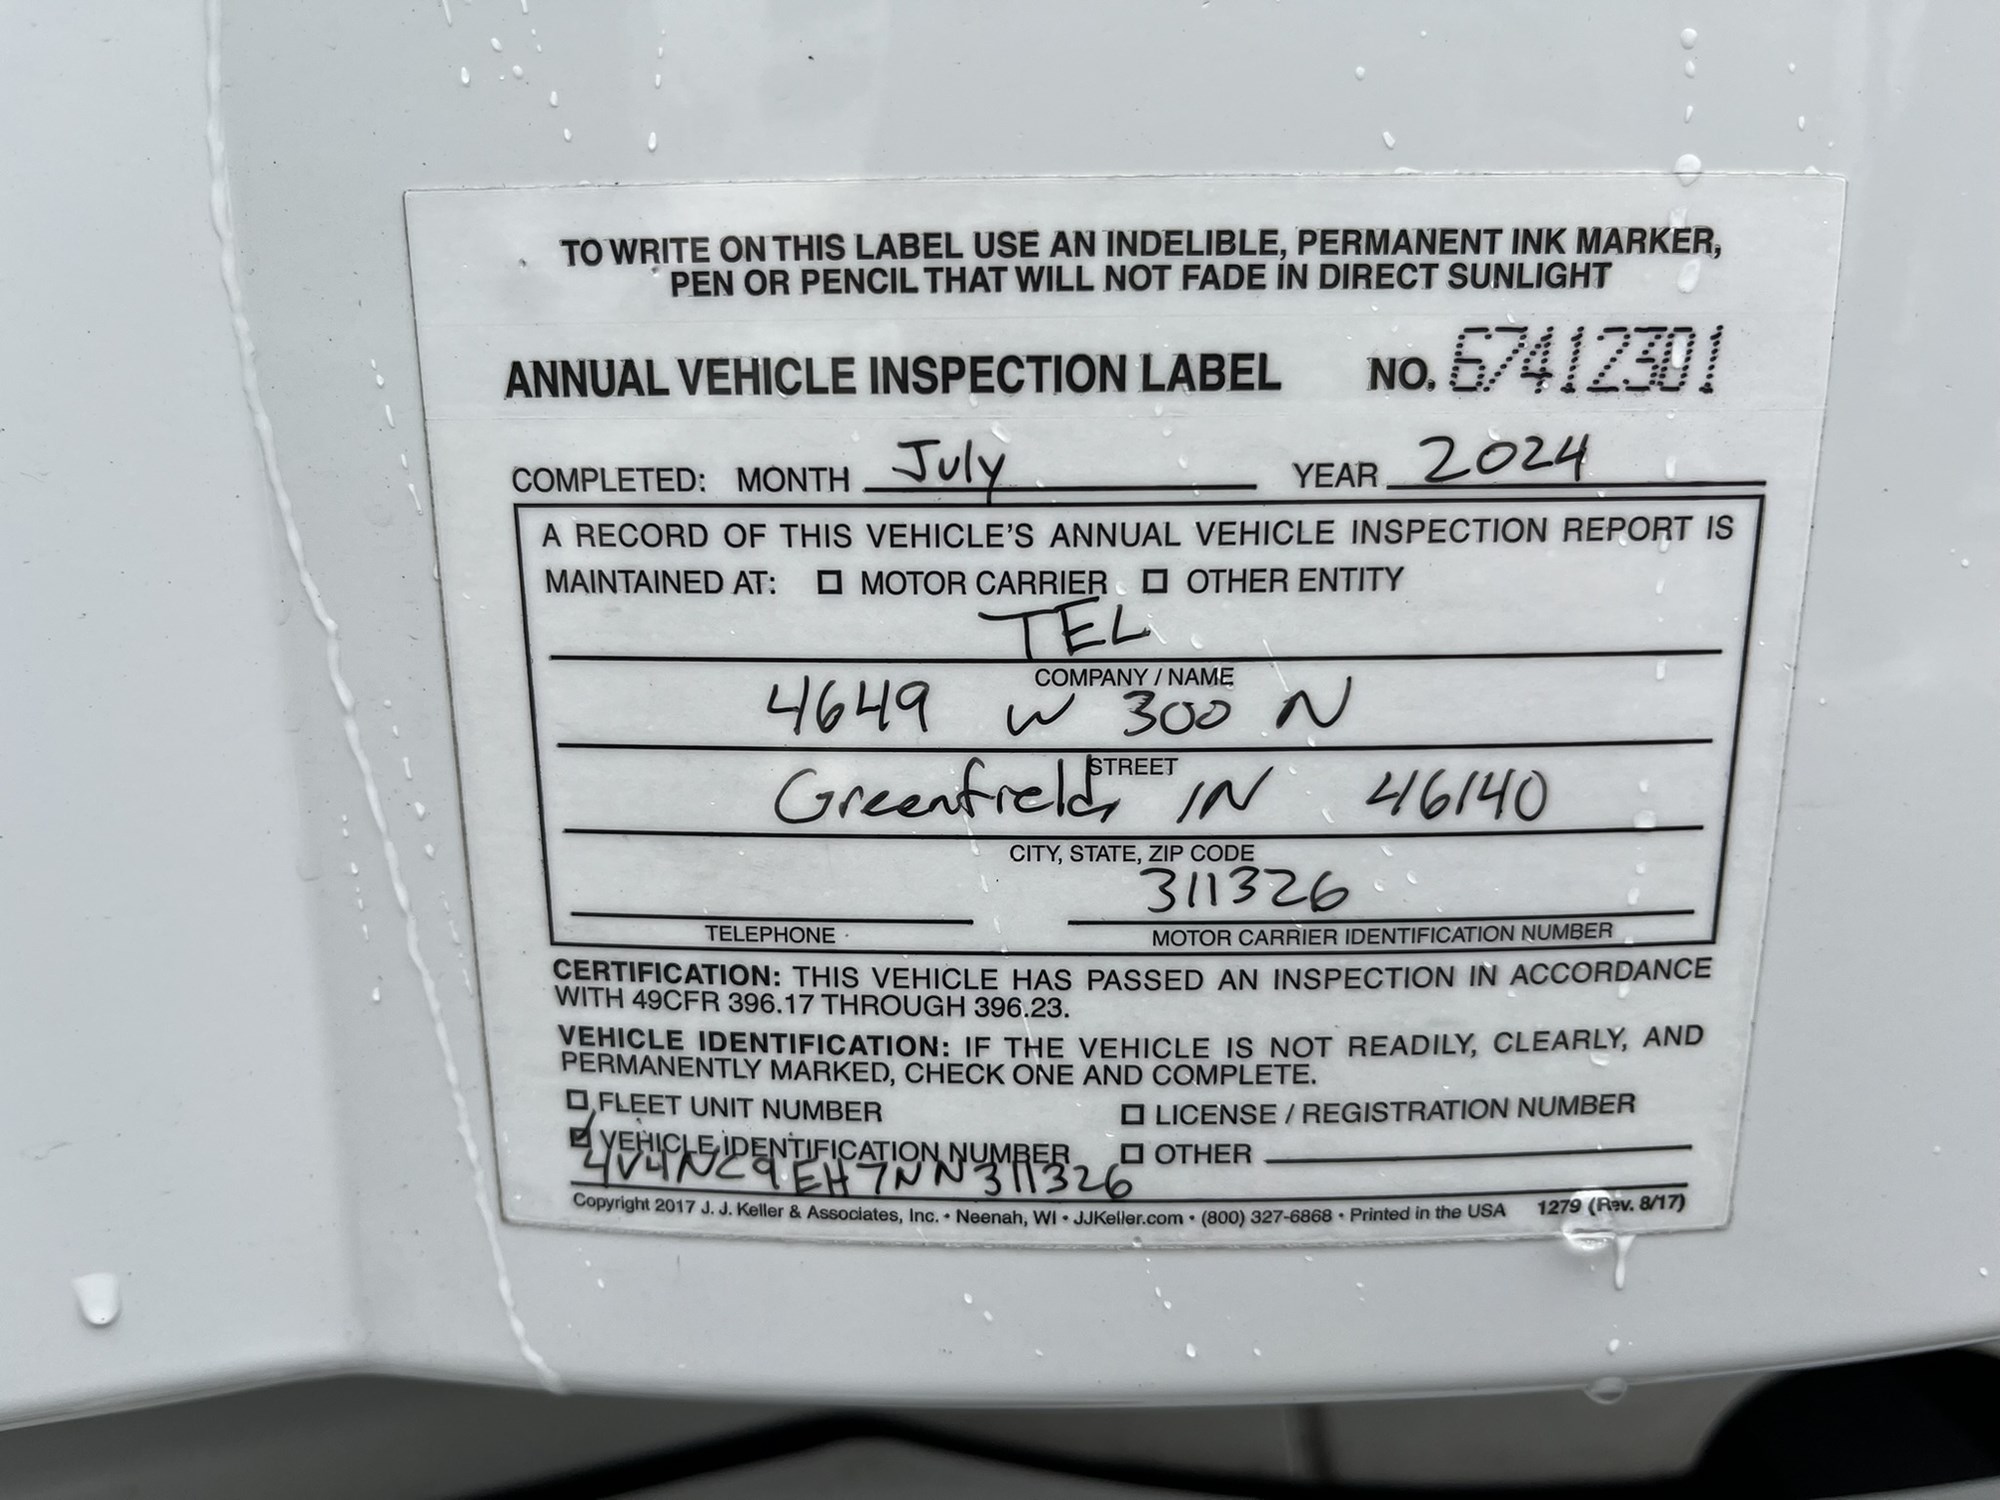 TO WRITE ON THIS LABEL USE AN INDELIBLE, PERMANENT INK MARKER,
PEN OR PENCIL THAT WILL NOT FADE IN DIRECT SUNLIGHT
ANNUAL VEHICLE INSPECTION LABEL NO. 67412301
COMPLETED: MONTH July YEAR 2024
A RECORD OF THIS VEHICLE'S ANNUAL VEHICLE INSPECTION REPORT IS
MAINTAINED AT: ☐ MOTOR CARRIER ☐ OTHER ENTITY
TEL
COMPANY / NAME
4649 W 300 N
STREET
Greenfield, IN 46140
CITY, STATE, ZIP CODE
311326
TELEPHONE MOTOR CARRIER IDENTIFICATION NUMBER
CERTIFICATION: THIS VEHICLE HAS PASSED AN INSPECTION IN ACCORDANCE
WITH 49CFR 396.17 THROUGH 396.23.
VEHICLE IDENTIFICATION: IF THE VEHICLE IS NOT READILY, CLEARLY, AND
PERMANENTLY MARKED, CHECK ONE AND COMPLETE.
☐ FLEET UNIT NUMBER ☐ LICENSE / REGISTRATION NUMBER
☑ VEHICLE IDENTIFICATION NUMBER ☐ OTHER
4V4NC9EH7NN311326
Copyright 2017 J. J. Keller & Associates, Inc. • Neenah, WI • JJKeller.com • (800) 327-6868 • Printed in the USA 1279 (Rev. 8/17)